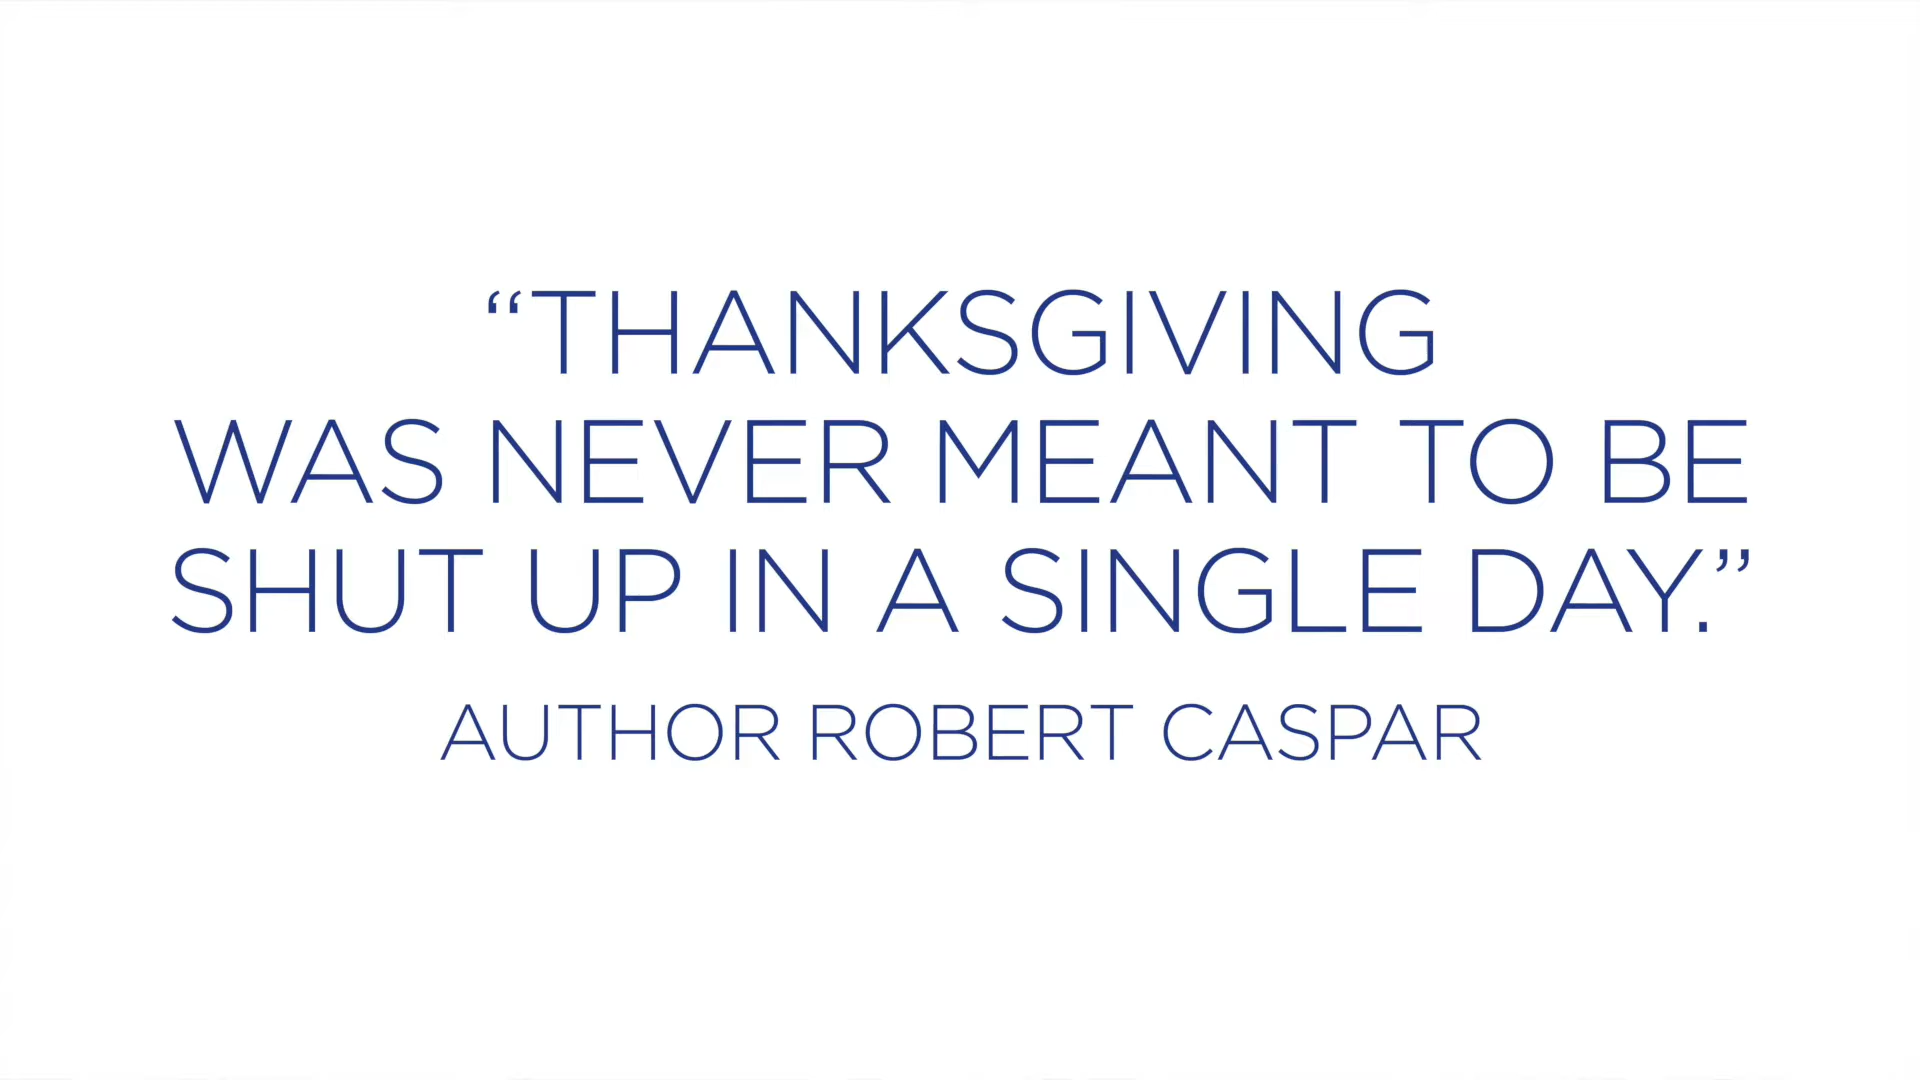 “THANKSGIVING
WAS NEVER MEANT TO BE
SHUT UP IN A SINGLE DAY.”
AUTHOR ROBERT CASPAR